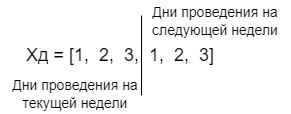 Дни проведения на
следующей недели
Хд = [1, 2, 3, 1, 2, 3]
Дни проведения на
текущей недели